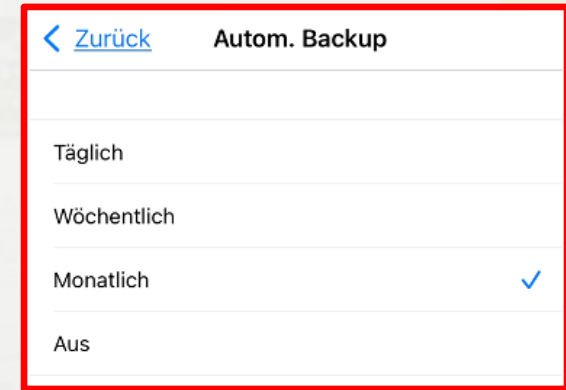 Zurück Autom. Backup
Täglich
Wöchentlich
Monatlich
Aus